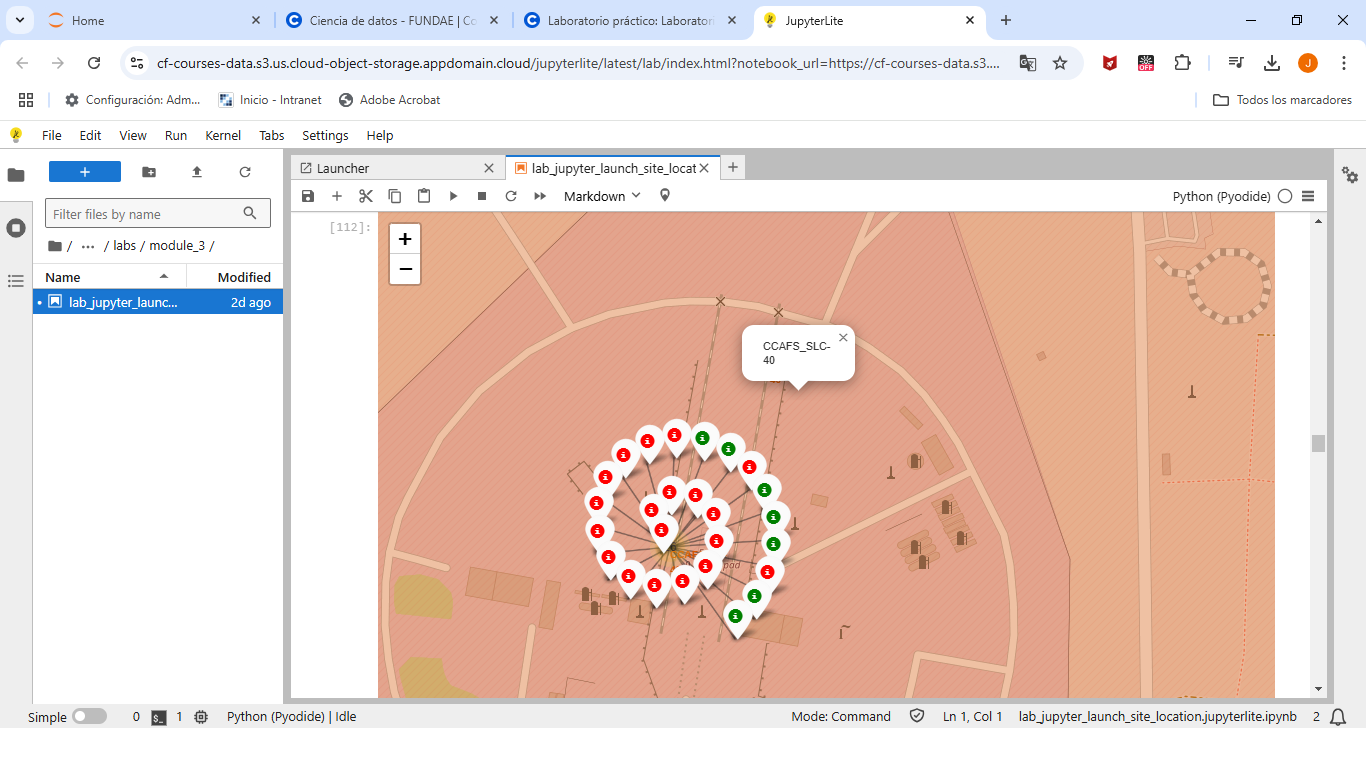 Home
Ciencia de datos - FUNDAE | Co
Laboratorio práctico: Laborator
JupyterLite
cf-courses-data.s3.us.cloud-object-storage.appdomain.cloud/jupyterlite/latest/lab/index.html?notebook_url=https://cf-courses-data.s3....
OFF
J
Configuración: Adm...
Inicio - Intranet
Adobe Acrobat
Todos los marcadores
File Edit View Run Kernel Tabs Settings Help
Launcher
lab_jupyter_launch_site_locat
Filter files by name
Markdown
Python (Pyodide)
/ ... / labs / module_3 /
Name Modified
lab_jupyter_launc... 2d ago
[112]:
+
−
CCAFS_SLC-
40
Simple 0 1 Python (Pyodide) | Idle Mode: Command Ln 1, Col 1 lab_jupyter_launch_site_location.jupyterlite.ipynb 2